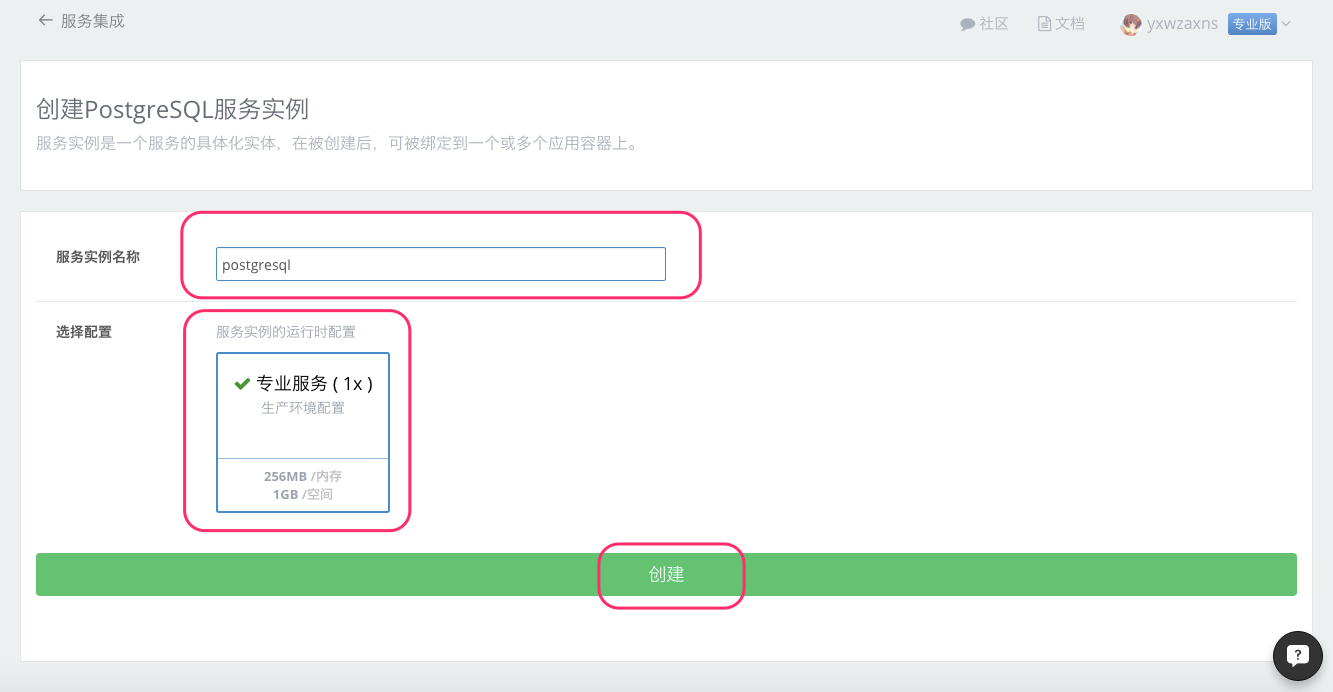 服务集成
社区 文档 yxwzaxns 专业版
创建PostgreSQL服务实例
服务实例是一个服务的具体化实体，在被创建后，可被绑定到一个或多个应用容器上。
服务实例名称
postgresql
选择配置
服务实例的运行时配置
专业服务 ( 1x )
生产环境配置
256MB /内存
1GB /空间
创建
?